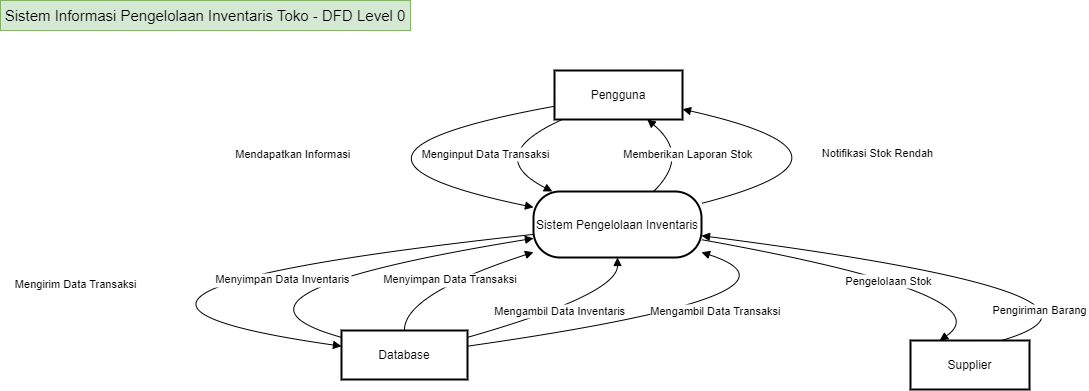 Sistem Informasi Pengelolaan Inventaris Toko - DFD Level 0
Pengguna
Mendapatkan Informasi
Menginput Data Transaksi
Memberikan Laporan Stok
Notifikasi Stok Rendah
Sistem Pengelolaan Inventaris
Mengirim Data Transaksi
Menyimpan Data Inventaris
Menyimpan Data Transaksi
Pengelolaan Stok
Mengambil Data Inventaris
Mengambil Data Transaksi
Pengiriman Barang
Database
Supplier